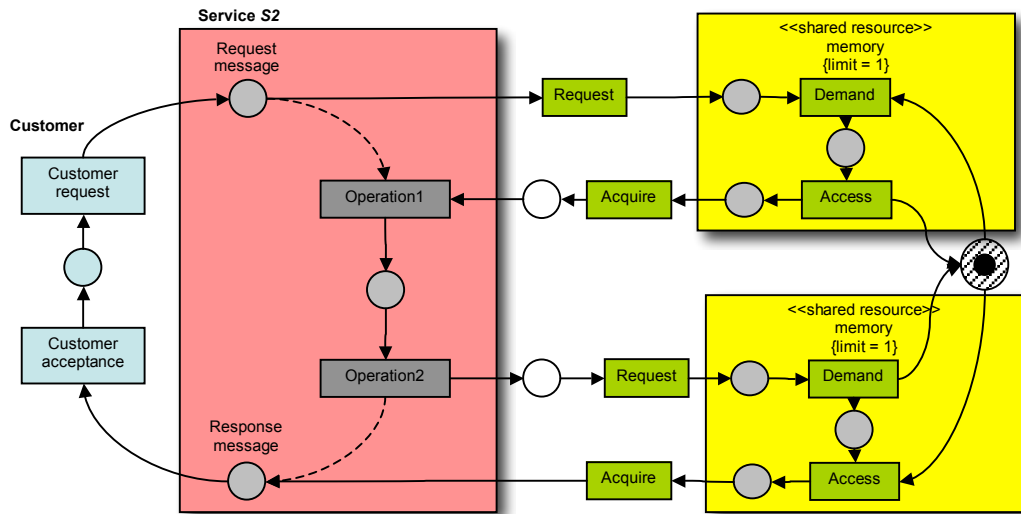 Service S2
<<shared resource>>
memory
{limit = 1}
Request
message
Request
Demand
Customer
Customer
request
Operation1
Acquire
Access
<<shared resource>>
memory
{limit = 1}
Customer
acceptance
Operation2
Request
Demand
Response
message
Acquire
Access